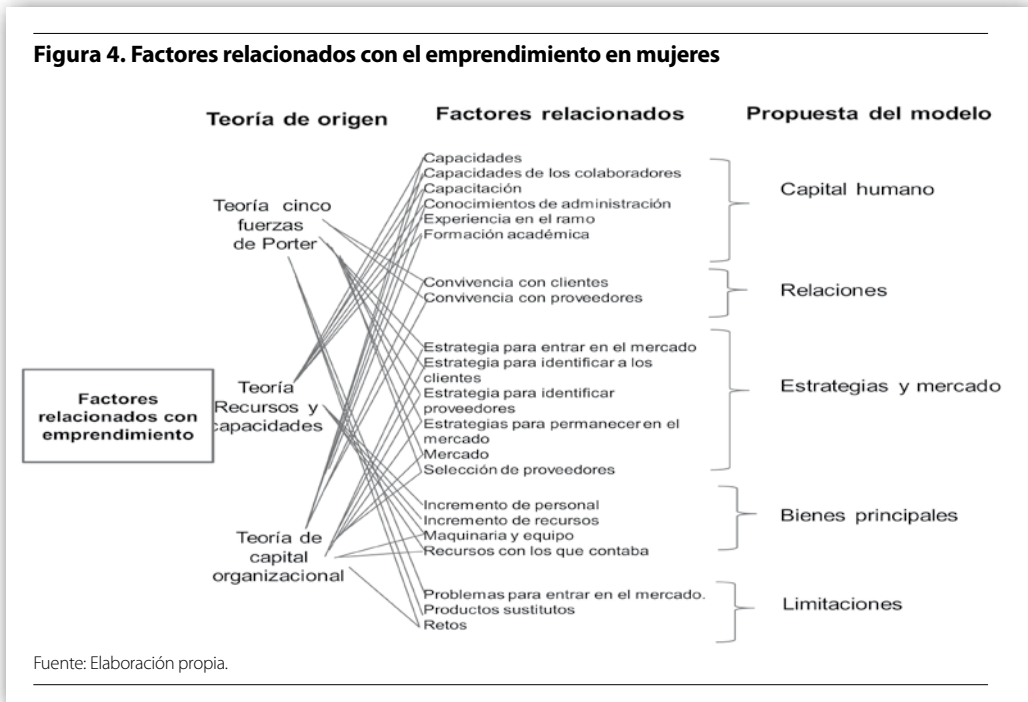 Figura 4. Factores relacionados con el emprendimiento en mujeres
Teoría de origen
Factores relacionados
Propuesta del modelo
Factores
relacionados con
emprendimiento
Teoría cinco
fuerzas
de Porter
Teoría
Recursos y
capacidades
Teoría de
capital
organizacional
Capacidades
Capacidades de los colaboradores
Capacitación
Conocimientos de administración
Experiencia en el ramo
Formación académica
Capital humano
Convivencia con clientes
Convivencia con proveedores
Relaciones
Estrategia para entrar en el mercado
Estrategia para identificar a los
clientes
Estrategia para identificar
proveedores
Estrategias para permanecer en el
mercado
Mercado
Selección de proveedores
Estrategias y mercado
Incremento de personal
Incremento de recursos
Maquinaria y equipo
Recursos con los que contaba
Bienes principales
Problemas para entrar en el mercado.
Productos sustitutos
Retos
Limitaciones
Fuente: Elaboración propia.